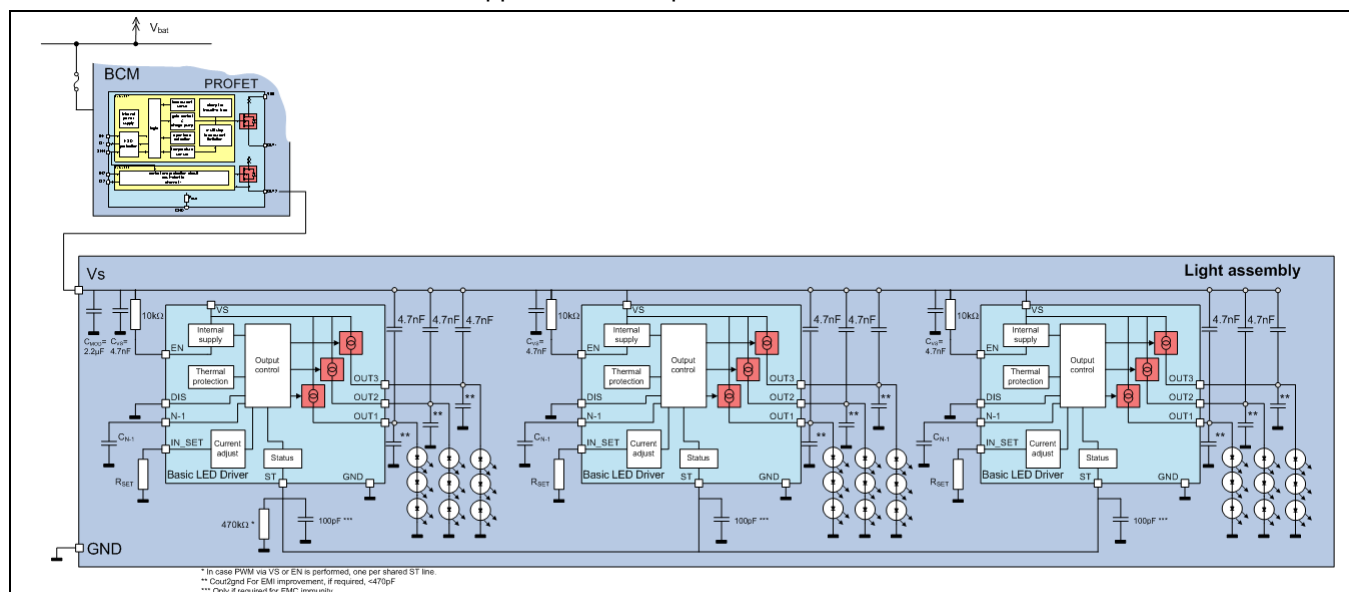 Vbat
BCM
PROFET
logic
Vs
Light assembly
10kΩ
VS
4.7nF
4.7nF
4.7nF
CMOD=
2.2μF
CVS=
4.7nF
EN
Internal
supply
Output
control
Thermal
protection
OUT3
DIS
OUT2
N-1
OUT1
**
**
**
CN-1
IN_SET
Current
adjust
Status
RSET
Basic LED Driver
ST
GND
470kΩ *
100pF ***
10kΩ
VS
4.7nF
4.7nF
4.7nF
CVS=
4.7nF
EN
Internal
supply
Output
control
Thermal
protection
OUT3
DIS
OUT2
N-1
OUT1
**
**
**
CN-1
IN_SET
Current
adjust
Status
RSET
Basic LED Driver
ST
GND
100pF ***
10kΩ
VS
4.7nF
4.7nF
4.7nF
CVS=
4.7nF
EN
Internal
supply
Output
control
Thermal
protection
OUT3
DIS
OUT2
N-1
OUT1
**
**
**
CN-1
IN_SET
Current
adjust
Status
RSET
Basic LED Driver
ST
GND
100pF ***
GND
* In case PWM via VS or EN is performed, one per shared ST line.
** Cout2gnd For EMI improvement, if required, <470pF
*** Only if required for EMC immunity